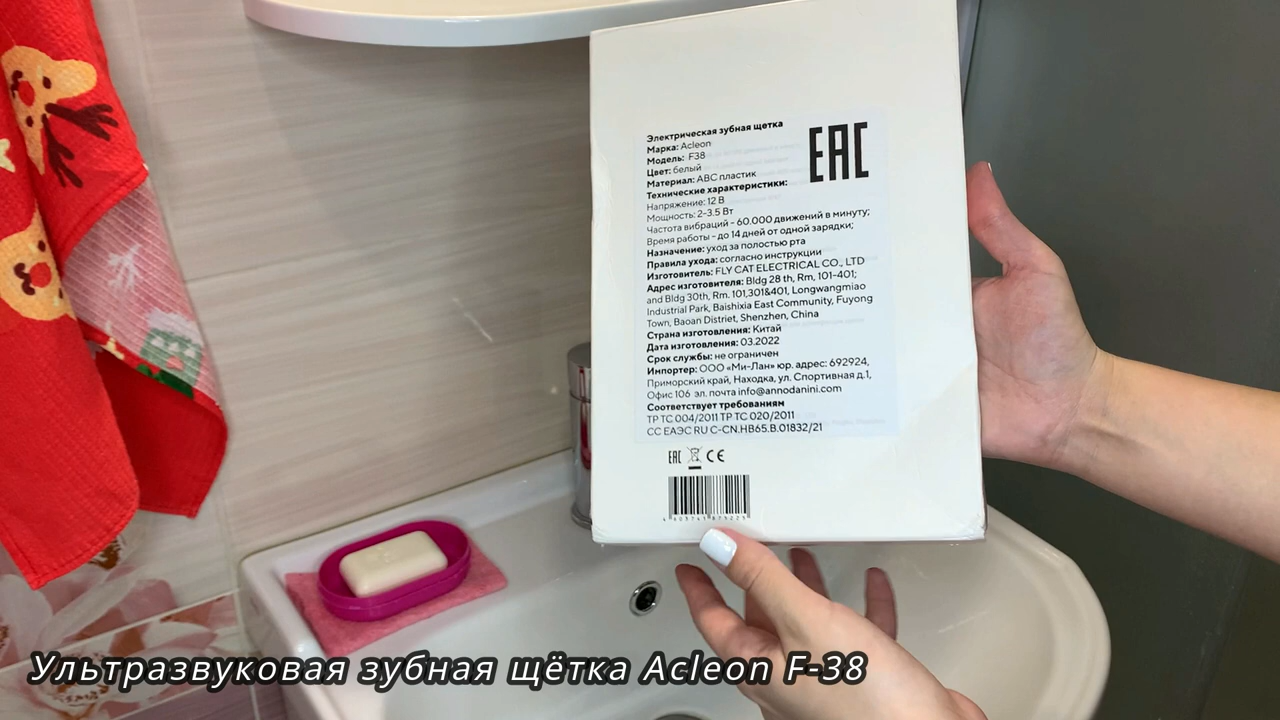 Электрическая зубная щетка
Марка: Acleon
Модель: F38
Цвет: белый
Материал: АВС пластик
Технические характеристики:
Напряжение: 12 В
Мощность: 2-3.5 Вт
Частота вибраций - 60.000 движений в минуту;
Время работы - до 14 дней от одной зарядки;
Назначение: уход за полостью рта
Правила ухода: согласно инструкции
Изготовитель: FLY CAT ELECTRICAL CO., LTD
Адрес изготовителя: Bldg 28 th, Rm, 101-401;
and Bldg 30th, Rm. 101,301&401, Longwangmiao
Industrial Park, Baishixia East Community, Fuyong
Town, Baoan Distriet, Shenzhen, China
Страна изготовления: Китай
Дата изготовления: 03.2022
Срок службы: не ограничен
Импортер: ООО «Ми-Лан» юр. адрес: 692924,
Приморский край, Находка, ул. Спортивная д.1,
Офис 106 эл. почта info@annodanini.com
Соответствует требованиям
ТР ТС 004/2011 ТР ТС 020/2011
СС ЕАЭС RU C-CN.HB65.B.01832/21
EAC
EAC CE
Ультразвуковая зубная щётка Acleon F-38